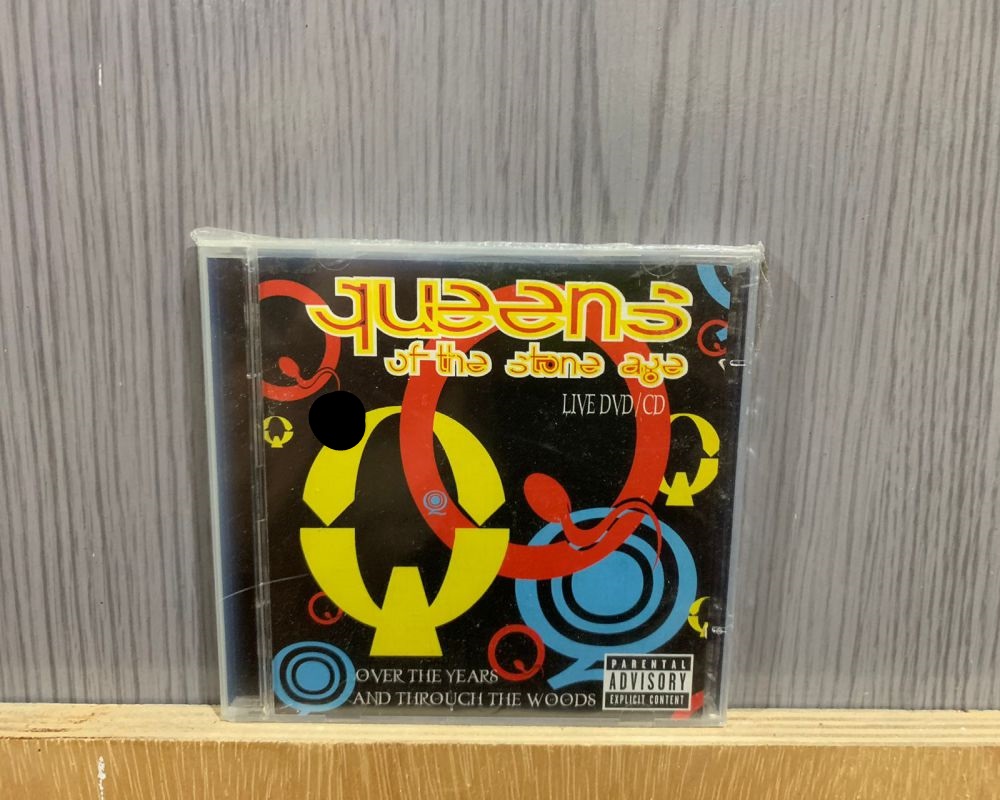 queens
of the stone age
LIVE DVD/CD
OVER THE YEARS
AND THROUGH THE WOODS
PARENTAL
ADVISORY
EXPLICIT CONTENT